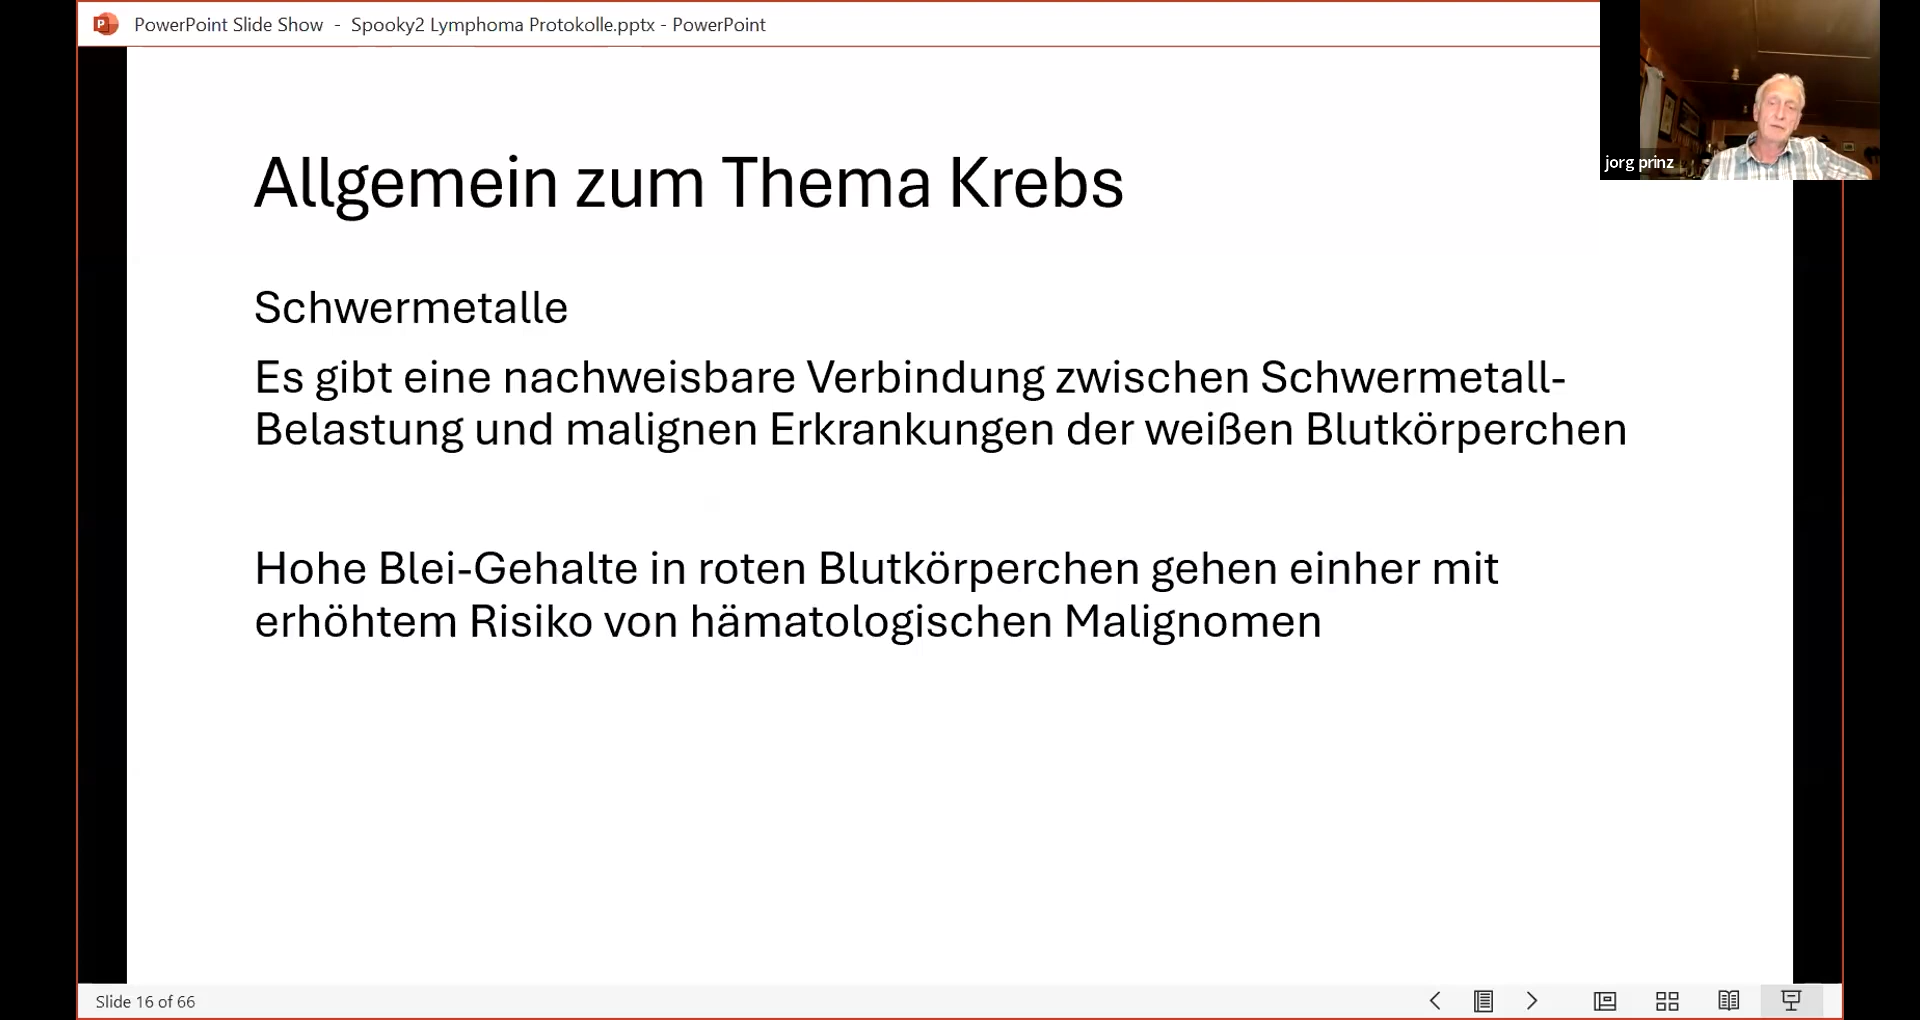 PowerPoint Slide Show - Spooky2 Lymphoma Protokolle.pptx - PowerPoint
jorg prinz
Allgemein zum Thema Krebs
Schwermetalle
Es gibt eine nachweisbare Verbindung zwischen Schwermetall-
Belastung und malignen Erkrankungen der weißen Blutkörperchen
Hohe Blei-Gehalte in roten Blutkörperchen gehen einher mit
erhöhtem Risiko von hämatologischen Malignomen
Slide 16 of 66